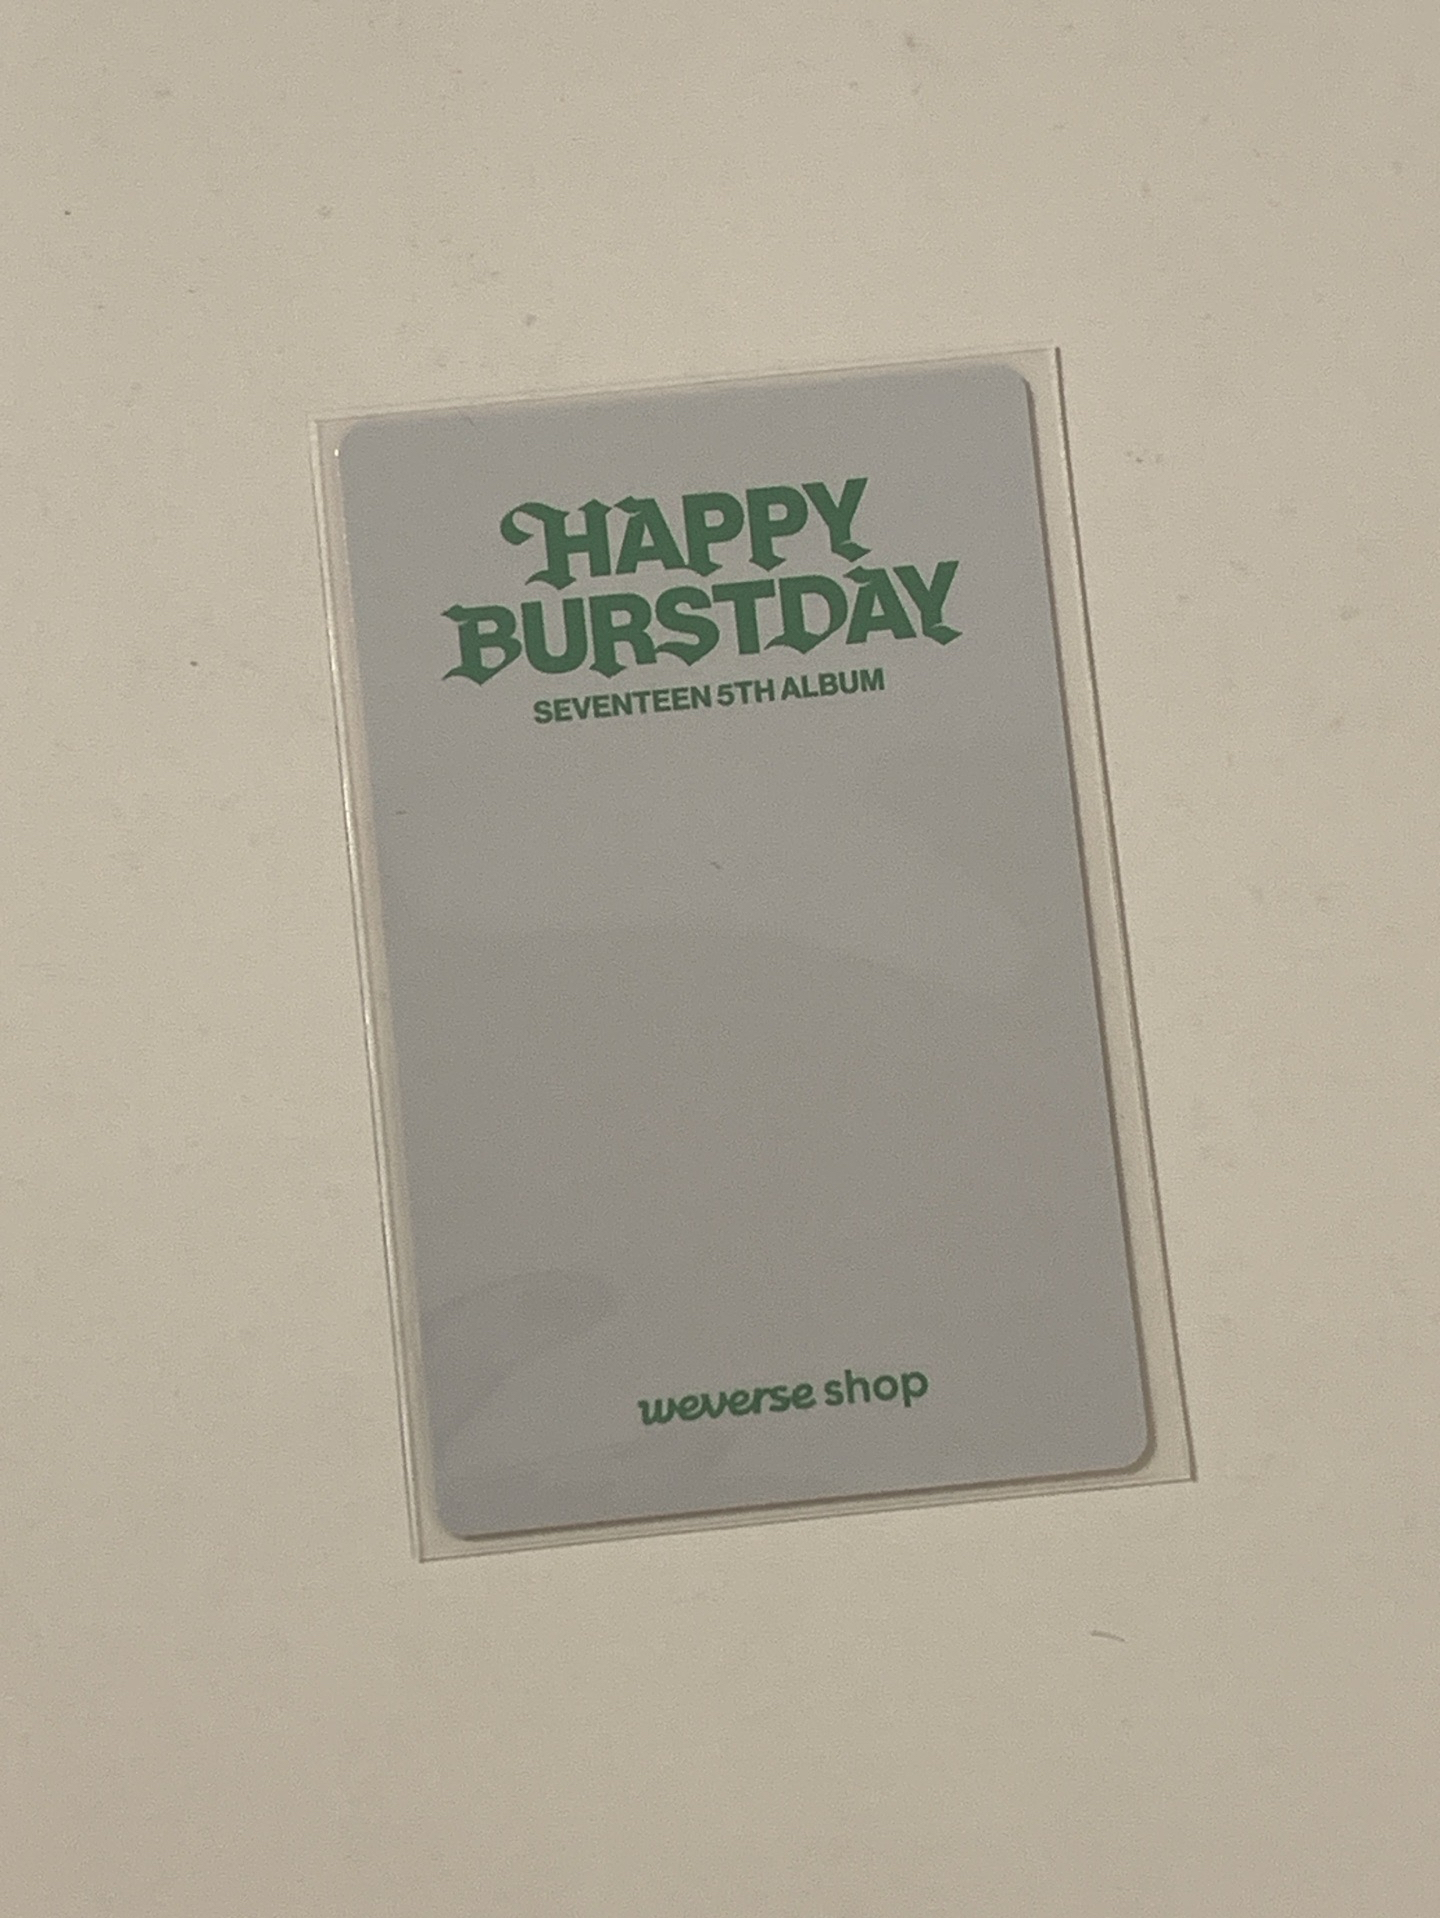 HAPPY
BURSTDAY
SEVENTEEN 5TH ALBUM
weverse shop